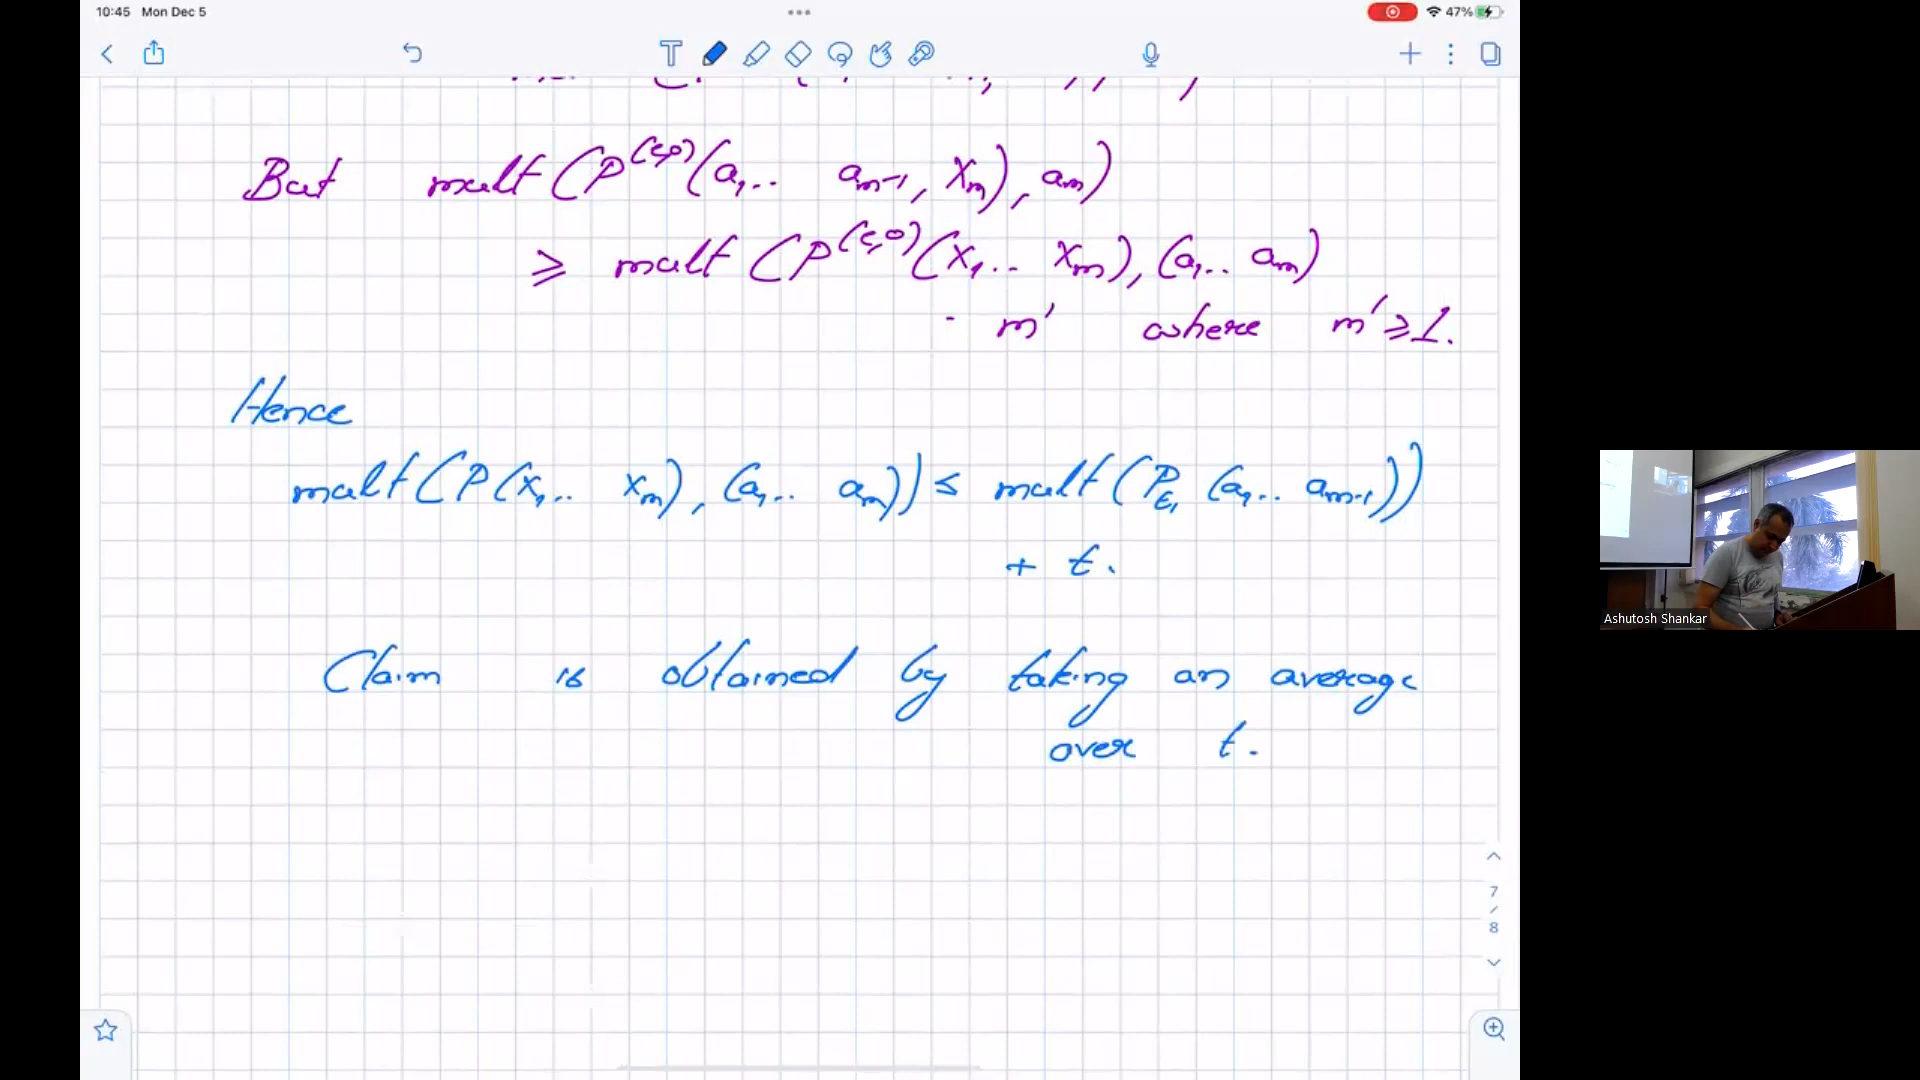 10:45 Mon Dec 5
47%
But mult (P^{(e,0)}(a_1.. a_{m-1}, X_m), a_m)
≥ mult (P^{(e,0)}(X_1.. X_m), (a_1.. a_m)
- m' where m' ≥ 1.
Hence
mult (P(X_1.. X_m), (a_1.. a_m)) ≤ mult (P_{E_1} (a_1.. a_{m-1}))
+ t.
Claim is obtained by taking an average
over t.
7
/
8
Ashutosh Shankar